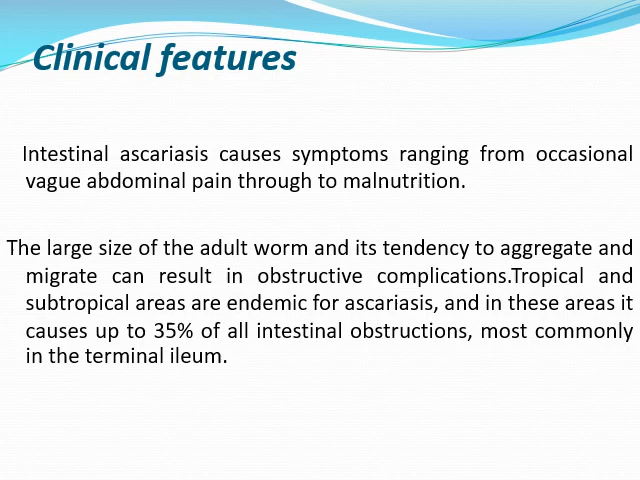 Clinical features
Intestinal ascariasis causes symptoms ranging from occasional
vague abdominal pain through to malnutrition.
The large size of the adult worm and its tendency to aggregate and
migrate can result in obstructive complications.Tropical and
subtropical areas are endemic for ascariasis, and in these areas it
causes up to 35% of all intestinal obstructions, most commonly
in the terminal ileum.